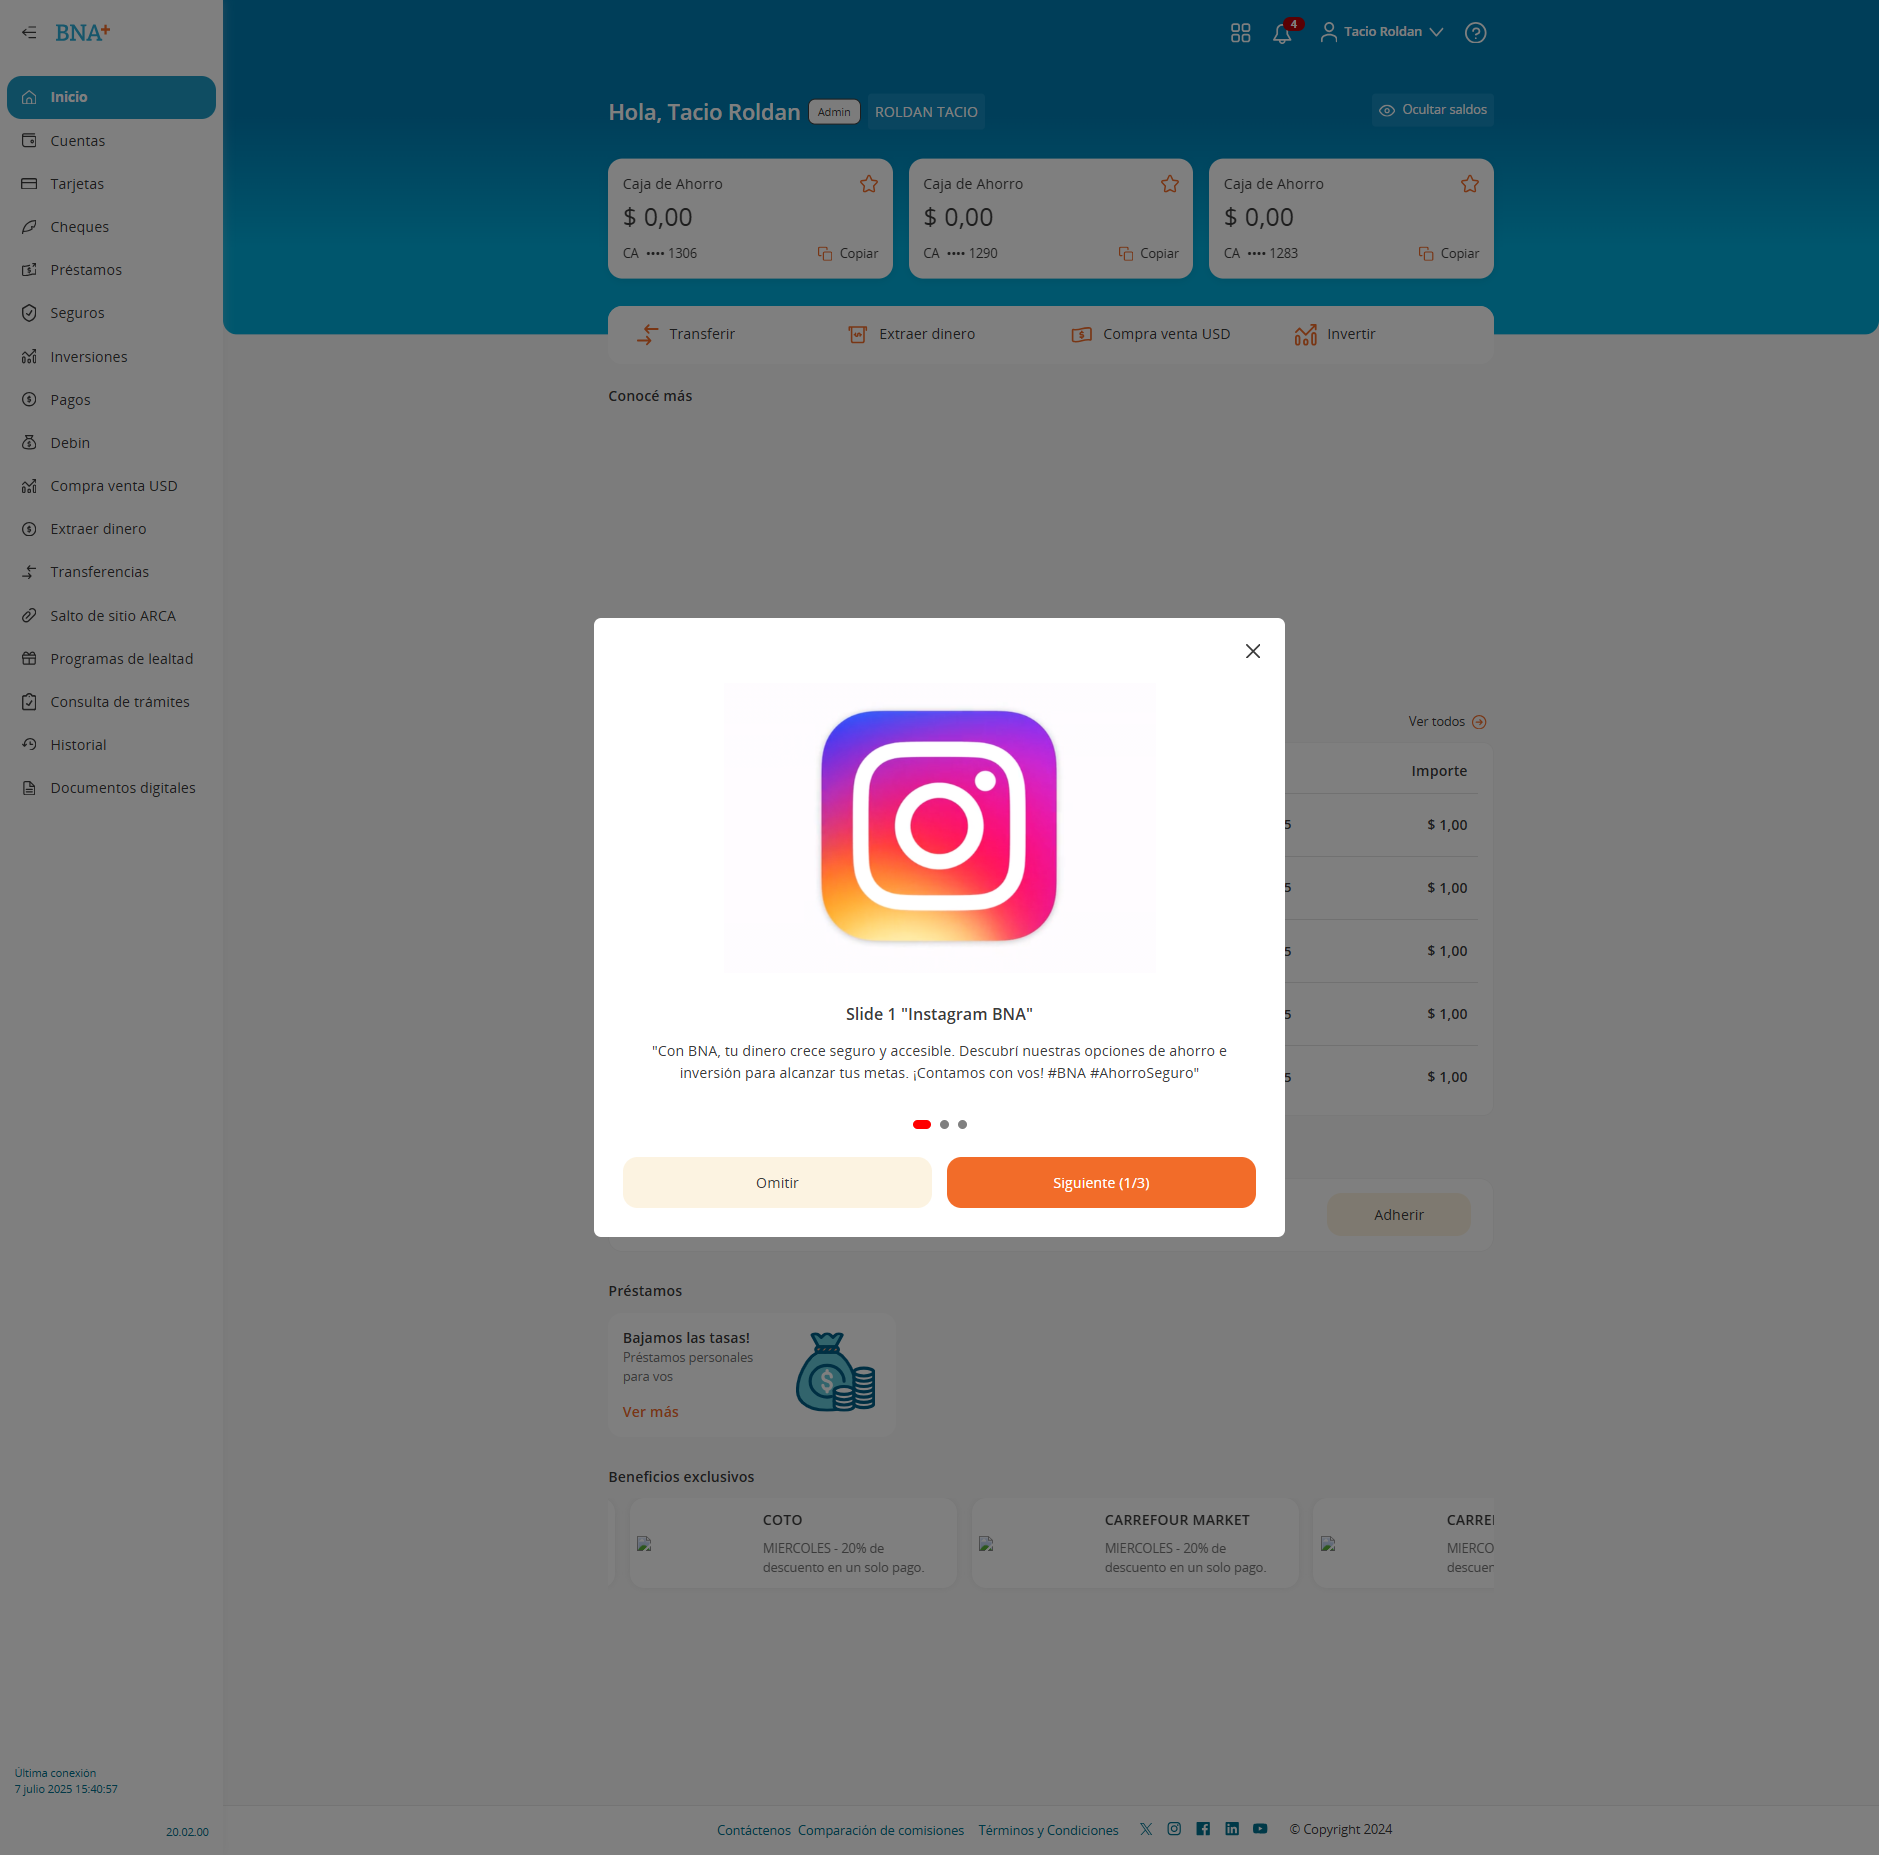 BNA+
4
Tacio Roldan
Inicio
Cuentas
Tarjetas
Cheques
Préstamos
Seguros
Inversiones
Pagos
Debin
Compra venta USD
Extraer dinero
Transferencias
Salto de sitio ARCA
Programas de lealtad
Consulta de trámites
Historial
Documentos digitales
Última conexión
7 julio 2025 15:40:57
20.02.00
Hola, Tacio Roldan Admin ROLDAN TACIO
Ocultar saldos
Caja de Ahorro
$ 0,00
CA •••• 1306 Copiar
Caja de Ahorro
$ 0,00
CA •••• 1290 Copiar
Caja de Ahorro
$ 0,00
CA •••• 1283 Copiar
Transferir Extraer dinero Compra venta USD Invertir
Conocé más
Slide 1 "Instagram BNA"
"Con BNA, tu dinero crece seguro y accesible. Descubrí nuestras opciones de ahorro e
inversión para alcanzar tus metas. ¡Contamos con vos! #BNA #AhorroSeguro"
Omitir Siguiente (1/3)
Ver todos
Importe
5 $ 1,00
5 $ 1,00
5 $ 1,00
5 $ 1,00
5 $ 1,00
Adherir
Préstamos
Bajamos las tasas!
Préstamos personales
para vos
Ver más
Beneficios exclusivos
COTO
MIERCOLES - 20% de
descuento en un solo pago.
CARREFOUR MARKET
MIERCOLES - 20% de
descuento en un solo pago.
CARRE
MIERCO
descuen
Contáctenos Comparación de comisiones Términos y Condiciones © Copyright 2024